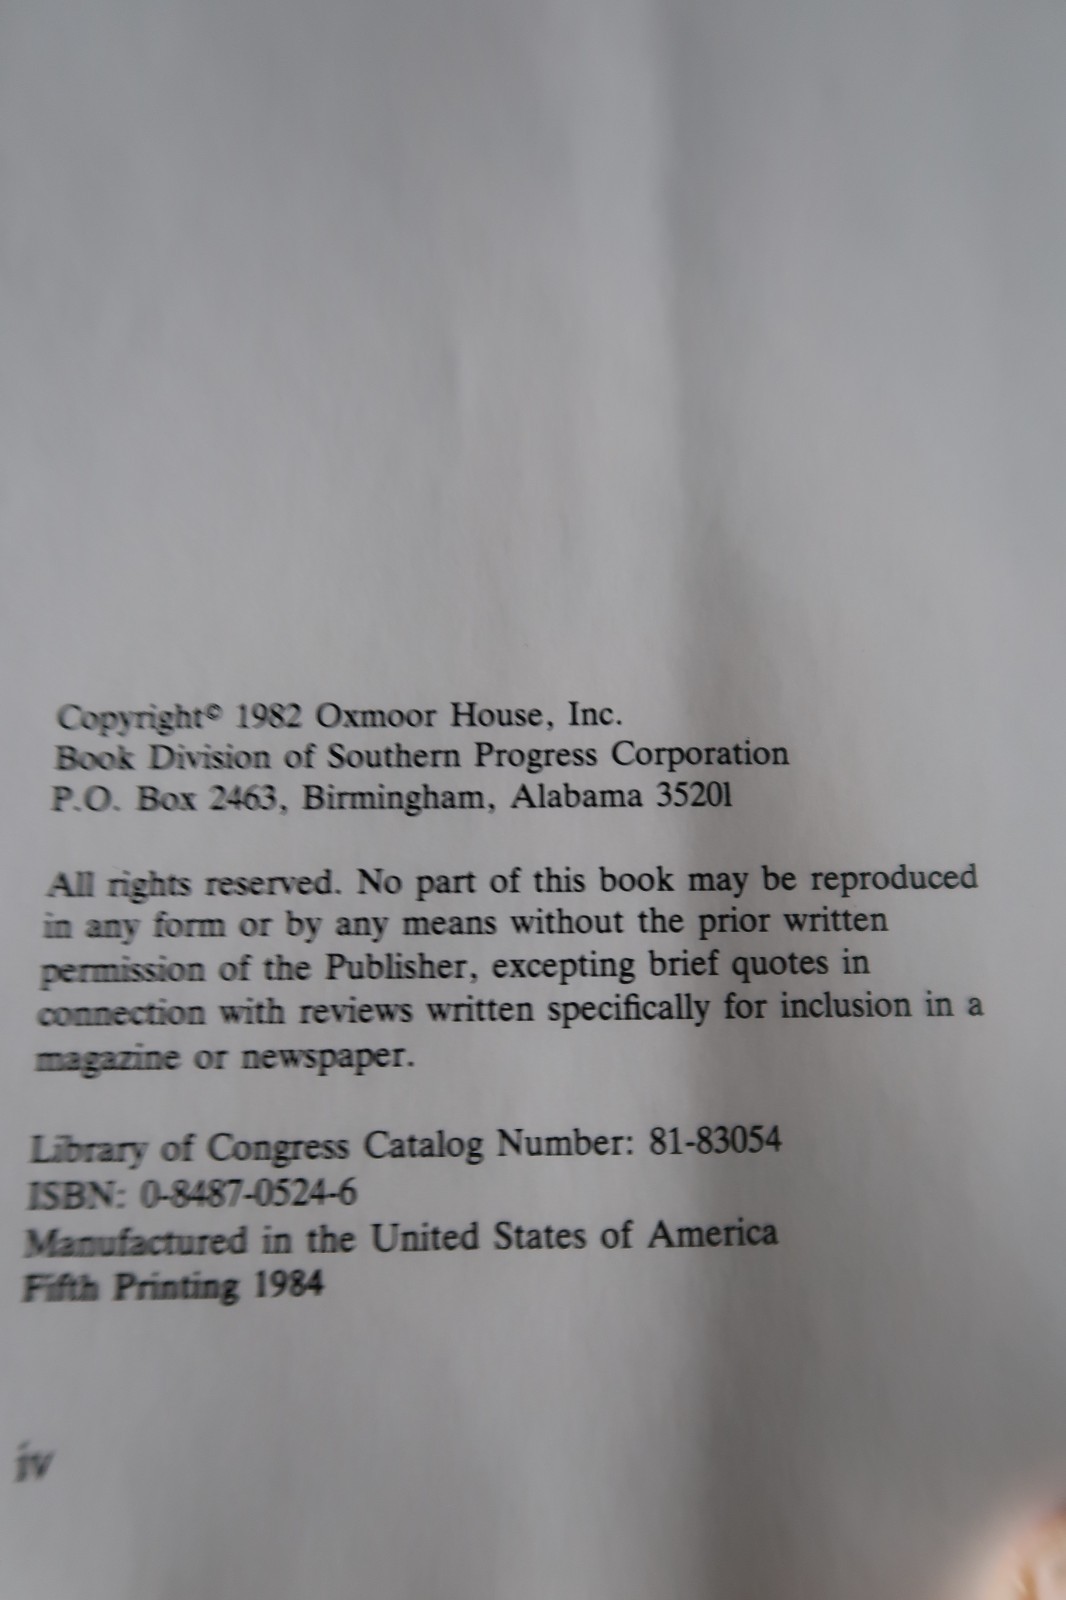 Copyright© 1982 Oxmoor House, Inc.
Book Division of Southern Progress Corporation
P.O. Box 2463, Birmingham, Alabama 35201
All rights reserved. No part of this book may be reproduced
in any form or by any means without the prior written
permission of the Publisher, excepting brief quotes in
connection with reviews written specifically for inclusion in a
magazine or newspaper.
Library of Congress Catalog Number: 81-83054
ISBN: 0-8487-0524-6
Manufactured in the United States of America
Fifth Printing 1984
iv